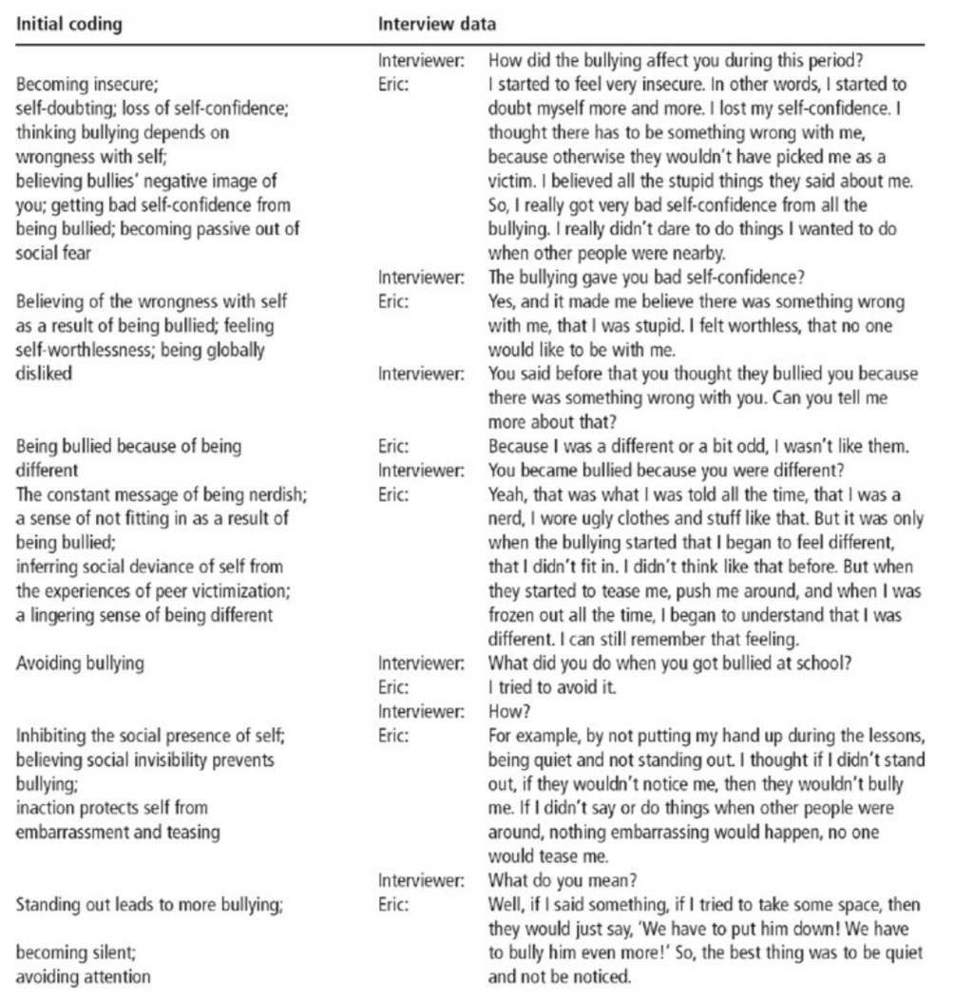 Initial coding Interview data
Interviewer: How did the bullying affect you during this period?
Becoming insecure; Eric: I started to feel very insecure. In other words, I started to
self-doubting; loss of self-confidence; doubt myself more and more. I lost my self-confidence. I
thinking bullying depends on thought there has to be something wrong with me,
wrongness with self; because otherwise they wouldn't have picked me as a
believing bullies' negative image of victim. I believed all the stupid things they said about me.
you; getting bad self-confidence from So, I really got very bad self-confidence from all the
being bullied; becoming passive out of bullying. I really didn't dare to do things I wanted to do
social fear when other people were nearby.
Interviewer: The bullying gave you bad self-confidence?
Believing of the wrongness with self Eric: Yes, and it made me believe there was something wrong
as a result of being bullied; feeling with me, that I was stupid. I felt worthless, that no one
self-worthlessness; being globally would like to be with me.
disliked Interviewer: You said before that you thought they bullied you because
there was something wrong with you. Can you tell me
more about that?
Being bullied because of being Eric: Because I was a different or a bit odd, I wasn't like them.
different Interviewer: You became bullied because you were different?
The constant message of being nerdish; Eric: Yeah, that was what I was told all the time, that I was a
a sense of not fitting in as a result of nerd, I wore ugly clothes and stuff like that. But it was only
being bullied; when the bullying started that I began to feel different,
inferring social deviance of self from that I didn't fit in. I didn't think like that before. But when
the experiences of peer victimization; they started to tease me, push me around, and when I was
a lingering sense of being different frozen out all the time, I began to understand that I was
different. I can still remember that feeling.
Avoiding bullying Interviewer: What did you do when you got bullied at school?
Eric: I tried to avoid it.
Interviewer: How?
Inhibiting the social presence of self; Eric: For example, by not putting my hand up during the lessons,
believing social invisibility prevents being quiet and not standing out. I thought if I didn't stand
bullying; out, if they wouldn't notice me, then they wouldn't bully
inaction protects self from me. If I didn't say or do things when other people were
embarrassment and teasing around, nothing embarrassing would happen, no one
would tease me.
Interviewer: What do you mean?
Standing out leads to more bullying; Eric: Well, if I said something, if I tried to take some space, then
they would just say, 'We have to put him down! We have
becoming silent; to bully him even more!' So, the best thing was to be quiet
avoiding attention and not be noticed.